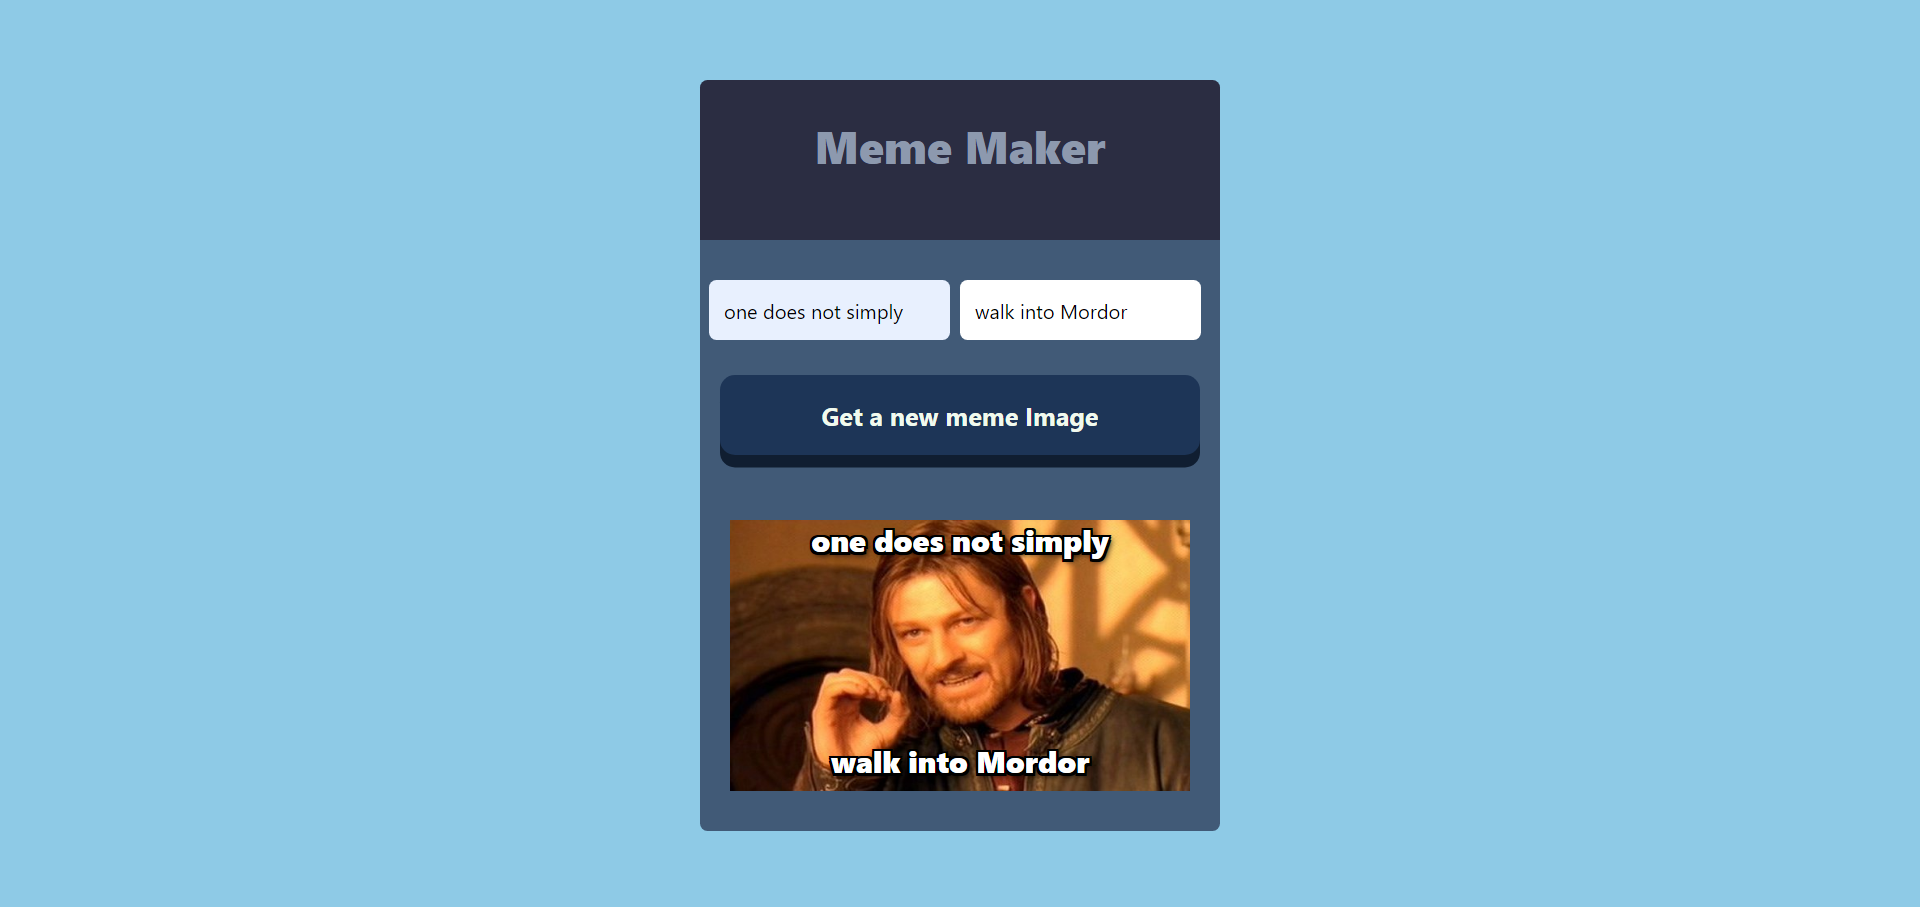 Meme Maker
one does not simply
walk into Mordor
Get a new meme Image
one does not simply
walk into Mordor